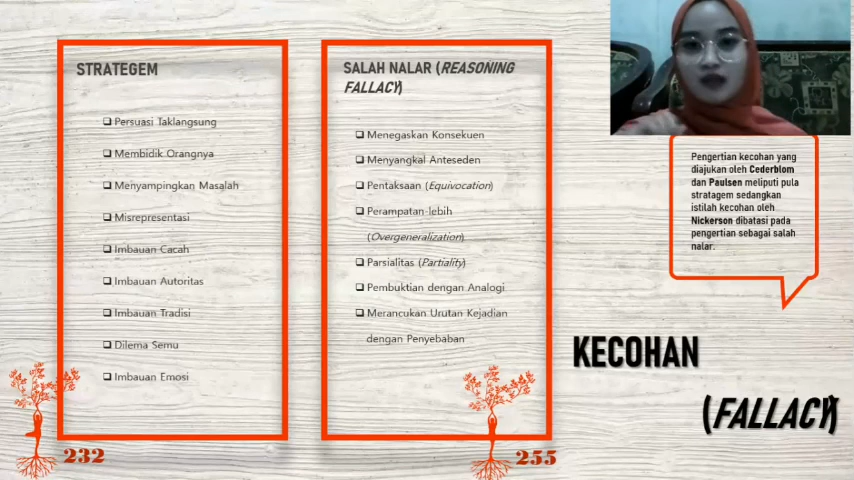 STRATEGEM
Persuasi Taklangsung
Membidik Orangnya
Menyampingkan Masalah
Misrepresentasi
Imbauan Cacah
Imbauan Autoritas
Imbauan Tradisi
Dilema Semu
Imbauan Emosi
232
SALAH NALAR (REASONING
FALLACY)
Menegaskan Konsekuen
Menyangkal Anteseden
Pentaksaan (Equivocation)
Perampatan-lebih
(Overgeneralization)
Parsialitas (Partiality)
Pembuktian dengan Analogi
Merancukan Urutan Kejadian
dengan Penyebaban
255
Pengertian kecohan yang
diajukan oleh Cederblom
dan Paulsen meliputi pula
stratagem sedangkan
istilah kecohan oleh
Nickerson dibatasi pada
pengertian sebagai salah
nalar.
KECOHAN
(FALLACY)